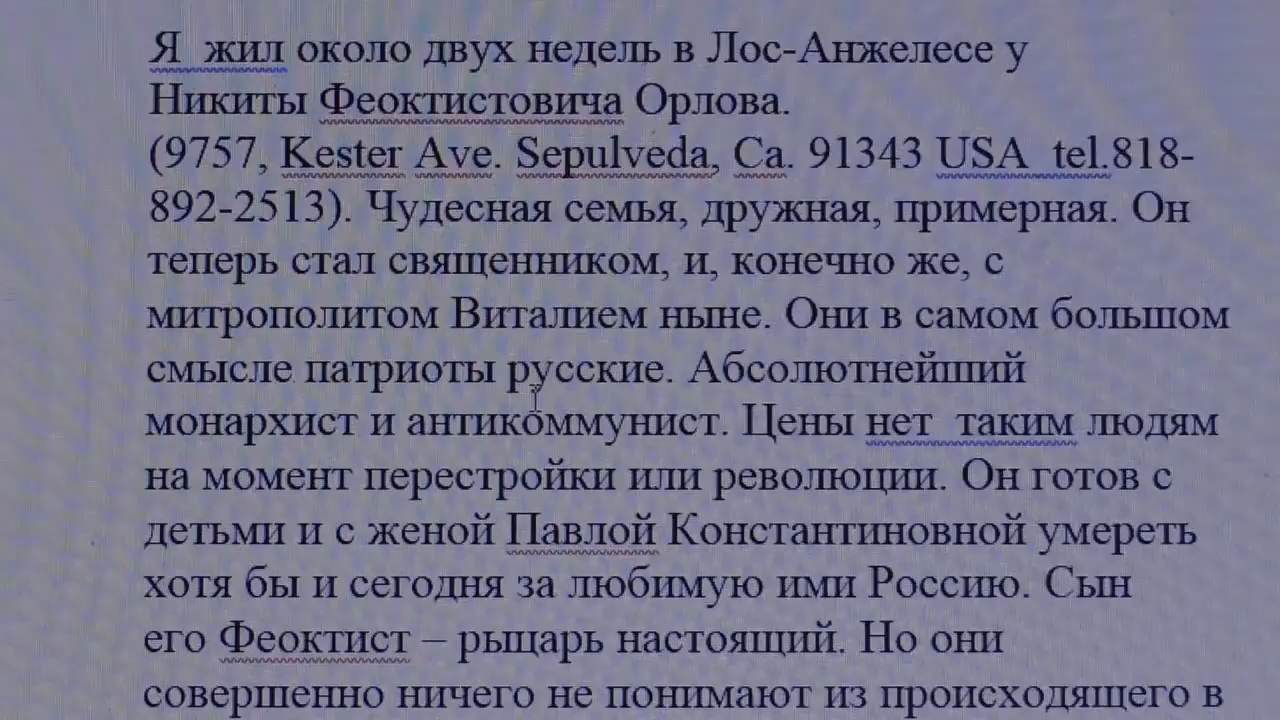 Я  жил около двух недель в Лос-Анжелесе у
Никиты Феоктистовича Орлова.
(9757, Kester Ave. Sepulveda, Ca. 91343 USA  tel.818-
892-2513). Чудесная семья, дружная, примерная. Он
теперь стал священником, и, конечно же, с
митрополитом Виталием ныне. Они в самом большом
смысле патриоты русские. Абсолютнейший
монархист и антикоммунист. Цены нет  таким людям
на момент перестройки или революции. Он готов с
детьми и с женой Павлой Константиновной умереть
хотя бы и сегодня за любимую ими Россию. Сын
его Феоктист – рыцарь настоящий. Но они
совершенно ничего не понимают из происходящего в